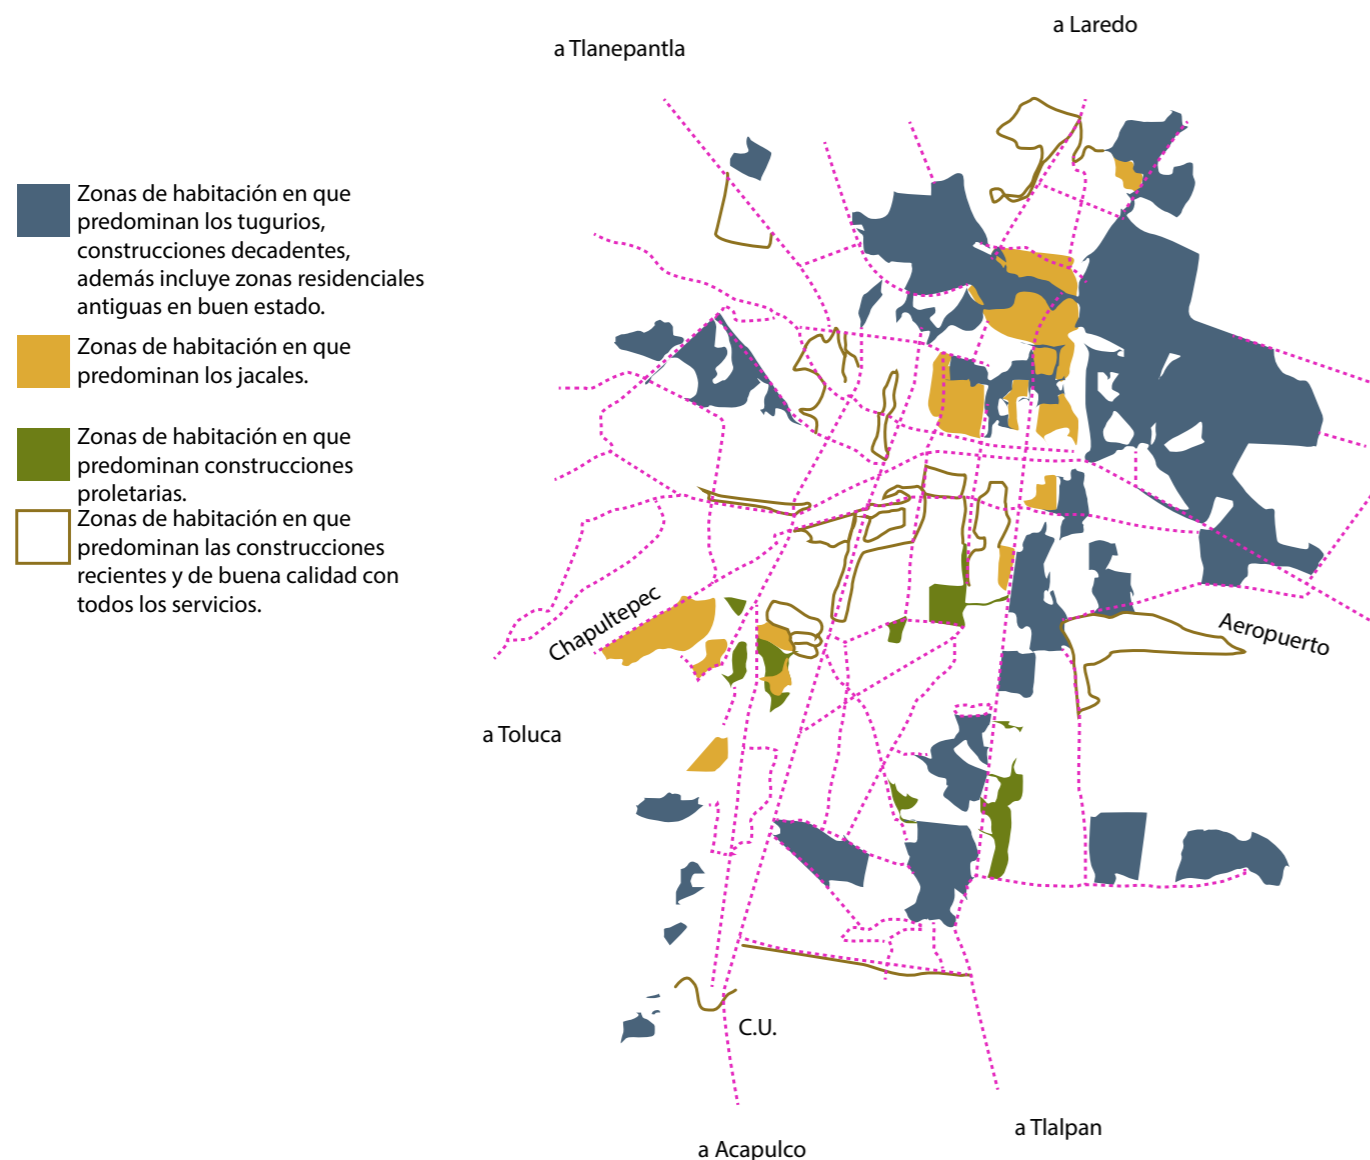 a Laredo
a Tlanepantla
Zonas de habitación en que
predominan los tugurios,
construcciones decadentes,
además incluye zonas residenciales
antiguas en buen estado.
Zonas de habitación en que
predominan los jacales.
Zonas de habitación en que
predominan construcciones
proletarias.
Zonas de habitación en que
predominan las construcciones
recientes y de buena calidad con
todos los servicios.
Chapultepec
Aeropuerto
a Toluca
C.U.
a Tlalpan
a Acapulco